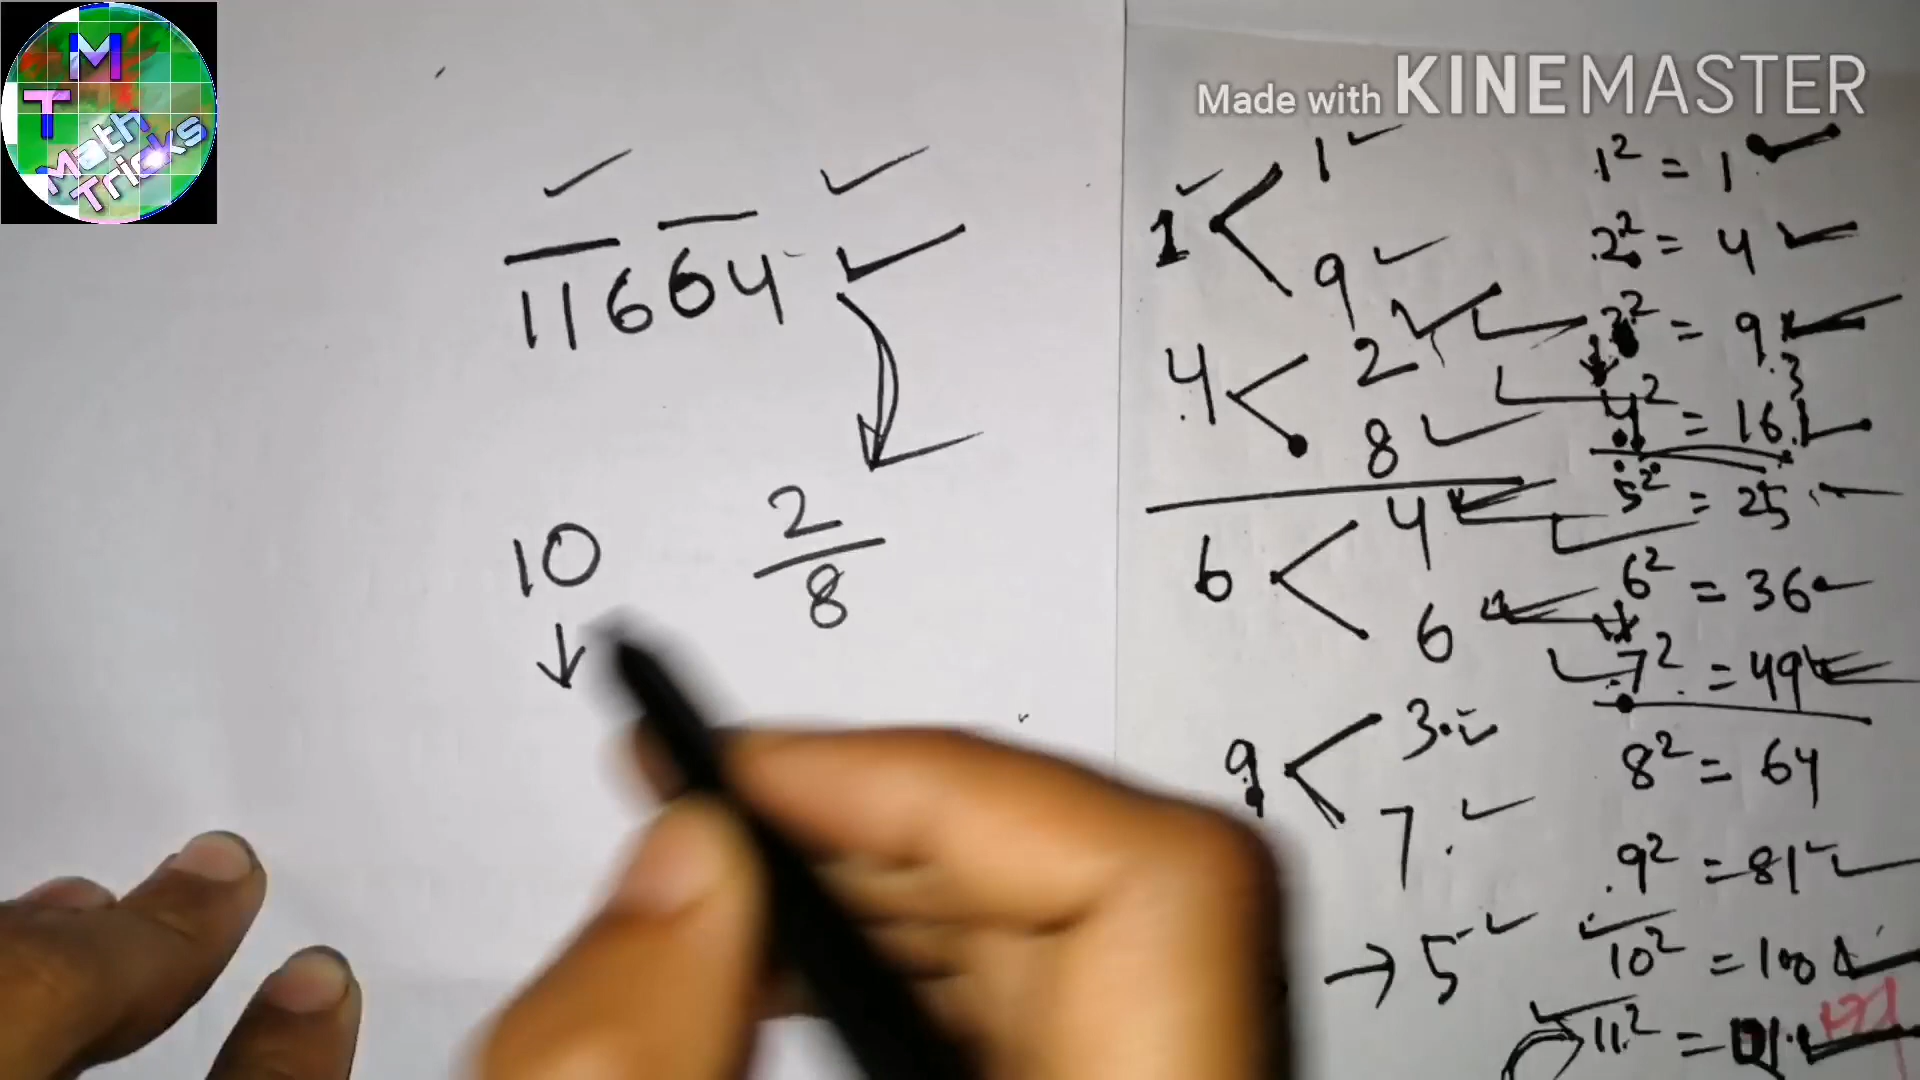 M
T
Math
Tricks
Made with KINEMASTER
11664
10
2
8
1
1
9
4
2
8
6
4
6
9
3
7
5
1² = 1
2² = 4
3² = 9
4² = 16
5² = 25
6² = 36
7² = 49
8² = 64
9² = 81
10² = 100
11² =